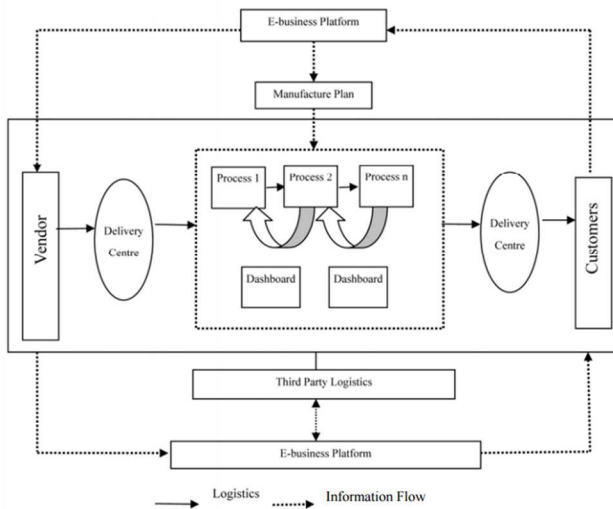 E-business Platform
Manufacture Plan
Process 1
Process 2
Process n
Vendor
Delivery
Centre
Dashboard
Dashboard
Delivery
Centre
Customers
Third Party Logistics
E-business Platform
Logistics
Information Flow